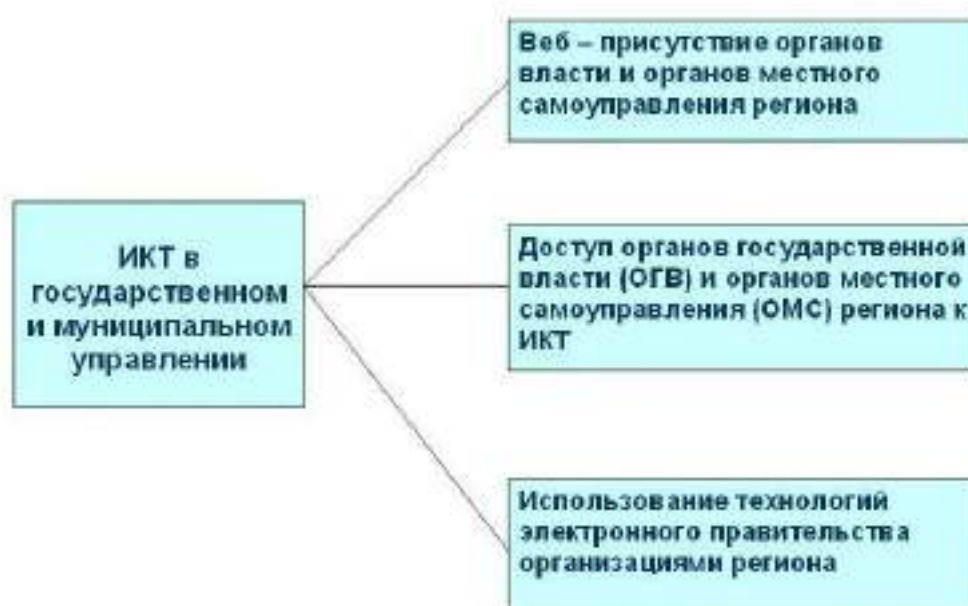 ИКТ в
государственном
и муниципальном
управлении
Веб – присутствие органов
власти и органов местного
самоуправления региона
Доступ органов государственной
власти (ОГВ) и органов местного
самоуправления (ОМС) региона к
ИКТ
Использование технологий
электронного правительства
организациями региона